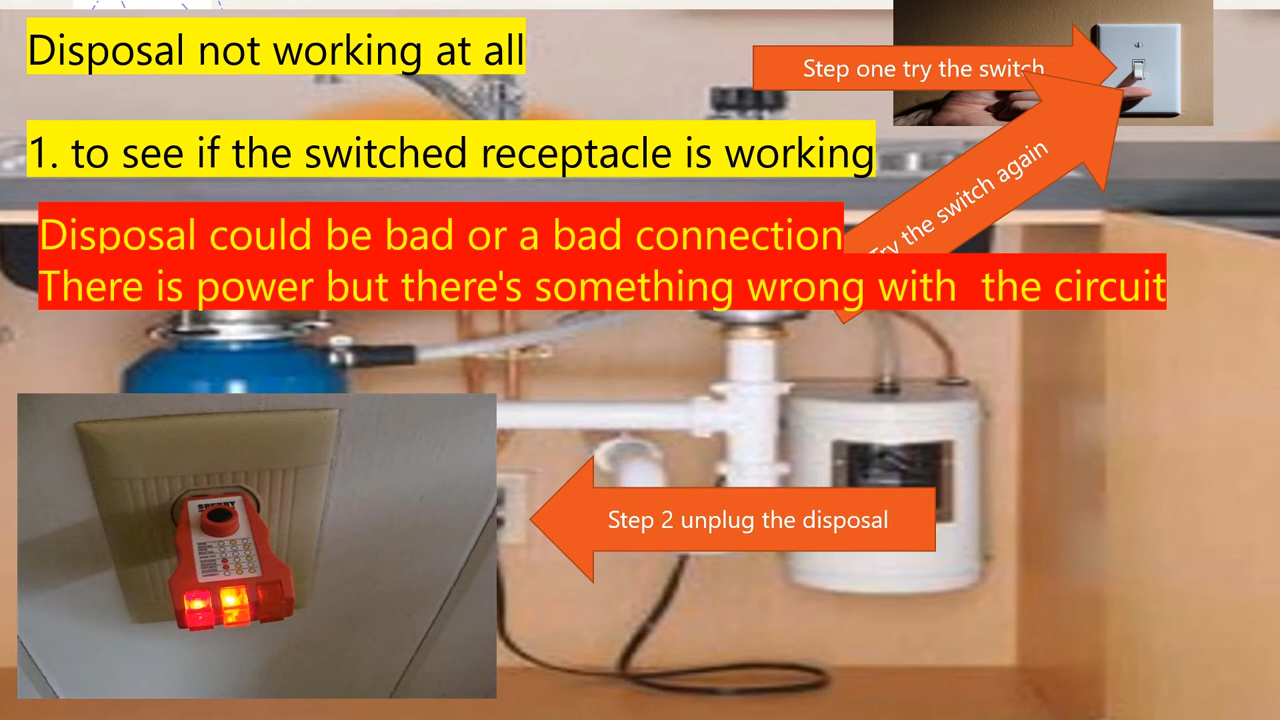 Disposal not working at all
Step one try the switch
1. to see if the switched receptacle is working
Try the switch again
Disposal could be bad or a bad connection
There is power but there's something wrong with  the circuit
Step 2 unplug the disposal
SPERRY